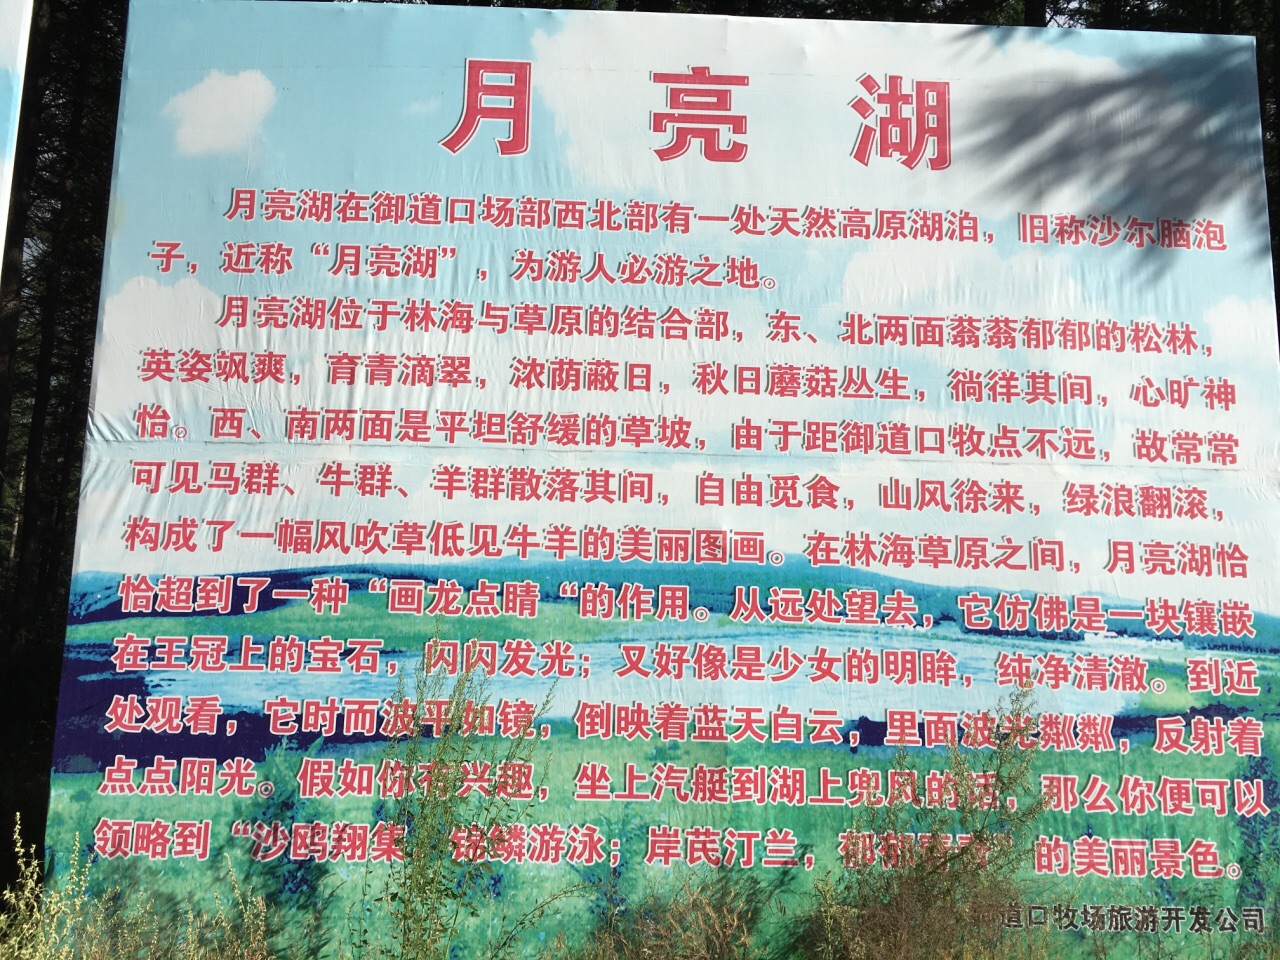 月亮湖
月亮湖在御道口场部西北部有一处天然高原湖泊，旧称沙尔脑泡
子，近称“月亮湖”，为游人必游之地。
月亮湖位于林海与草原的结合部，东、北两面蓊蓊郁郁的松林，
英姿飒爽，育青滴翠，浓荫蔽日，秋日蘑菇丛生，徜徉其间，心旷神
怡。西、南两面是平坦舒缓的草坡，由于距御道口牧点不远，故常常
可见马群、牛群、羊群散落其间，自由觅食，山风徐来，绿浪翻滚，
构成了一幅风吹草低见牛羊的美丽图画。在林海草原之间，月亮湖恰
恰超到了一种“画龙点睛“的作用。从远处望去，它仿佛是一块镶嵌
在王冠上的宝石，闪闪发光；又好像是少女的明眸，纯净清澈。到近
处观看，它时而波平如镜，倒映着蓝天白云，里面波光粼粼，反射着
点点阳光。假如你有兴趣，坐上汽艇到湖上兜风的话，那么你便可以
领略到“沙鸥翔集 锦鳞游泳；岸芪汀兰，郁郁青青”的美丽景色。
道口牧场旅游开发公司